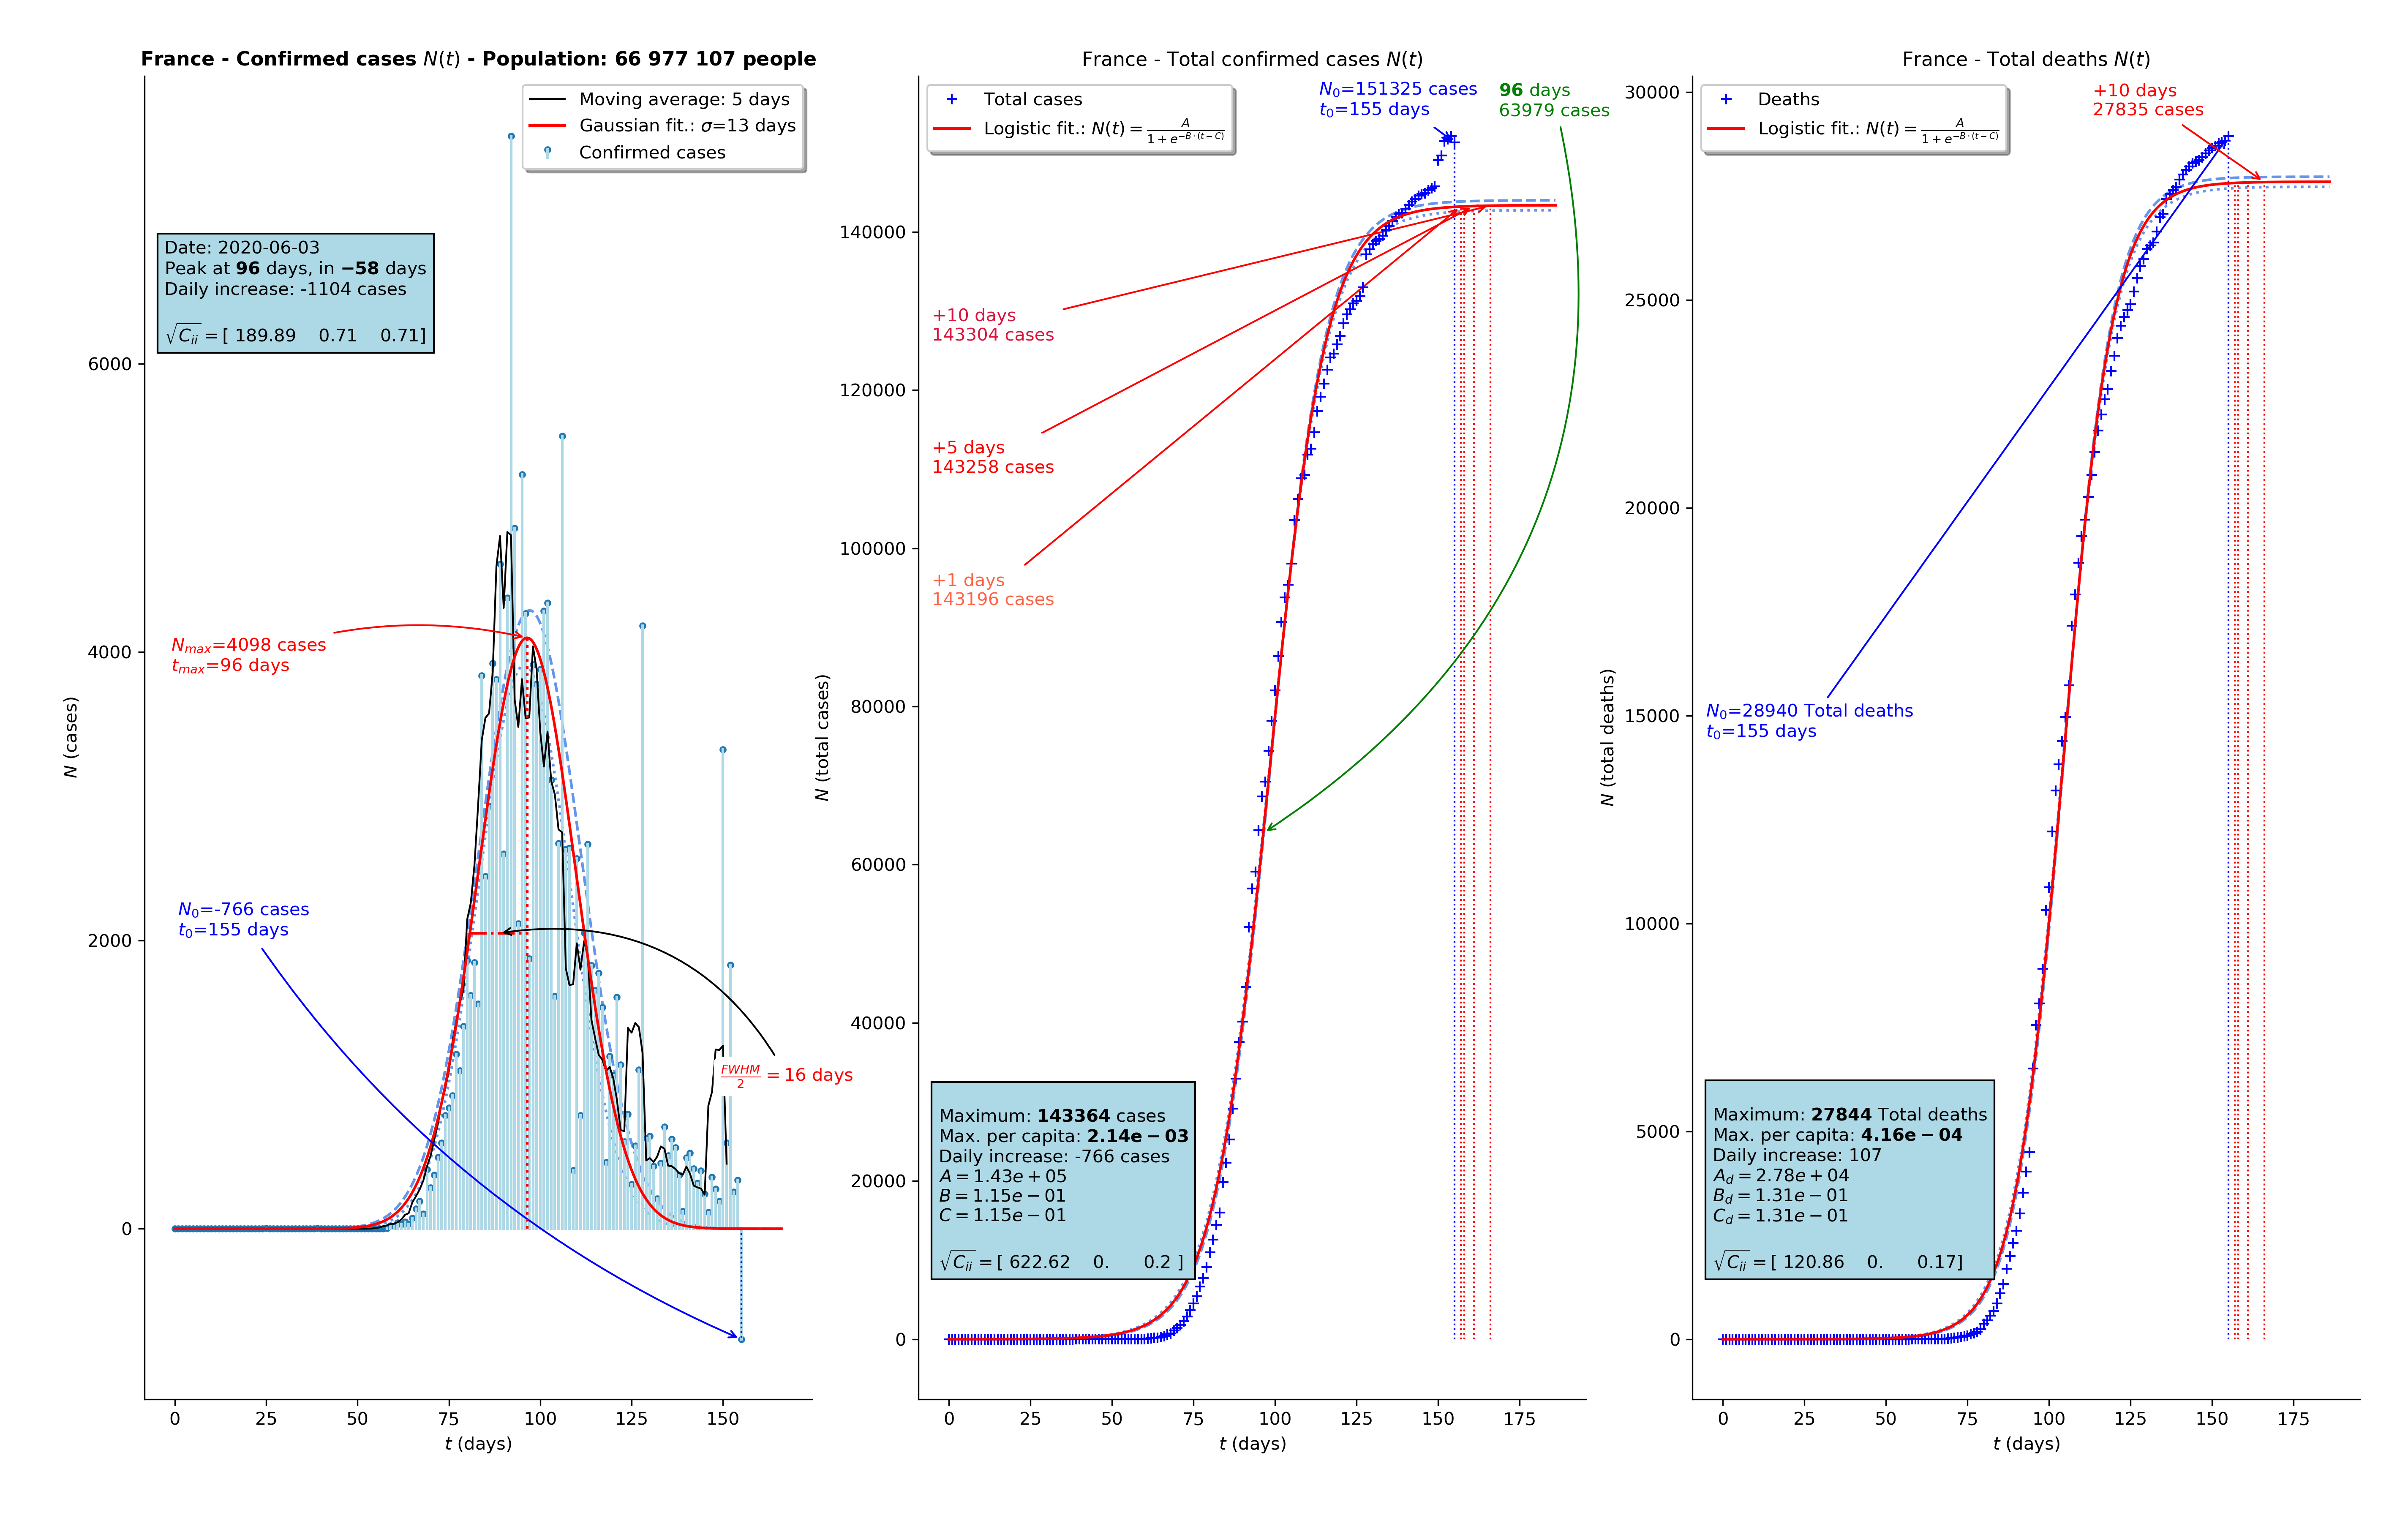 France - Confirmed cases N(t) - Population: 66 977 107 people
Moving average: 5 days
Gaussian fit.: σ=13 days
Confirmed cases
Date: 2020-06-03
Peak at 96 days, in −58 days
Daily increase: -1104 cases
√Cᵢᵢ = [ 189.89 0.71 0.71]
N_max=4098 cases
t_max=96 days
N₀=-766 cases
t₀=155 days
FWHM/2 = 16 days
N (cases)
6000
4000
2000
0
0 25 50 75 100 125 150
t (days)
France - Total confirmed cases N(t)
Total cases
Logistic fit.: N(t) = A/(1 + e^(−B·(t−C)))
N₀=151325 cases
t₀=155 days
96 days
63979 cases
+10 days
143304 cases
+5 days
143258 cases
+1 days
143196 cases
Maximum: 143364 cases
Max. per capita: 2.14e − 03
Daily increase: -766 cases
A = 1.43e + 05
B = 1.15e − 01
C = 1.15e − 01
√Cᵢᵢ = [ 622.62 0. 0.2 ]
N (total cases)
140000
120000
100000
80000
60000
40000
20000
0
0 25 50 75 100 125 150 175
t (days)
France - Total deaths N(t)
Deaths
Logistic fit.: N(t) = A/(1 + e^(−B·(t−C)))
+10 days
27835 cases
N₀=28940 Total deaths
t₀=155 days
Maximum: 27844 Total deaths
Max. per capita: 4.16e − 04
Daily increase: 107
A_d = 2.78e + 04
B_d = 1.31e − 01
C_d = 1.31e − 01
√Cᵢᵢ = [ 120.86 0. 0.17]
N (total deaths)
30000
25000
20000
15000
10000
5000
0
0 25 50 75 100 125 150 175
t (days)